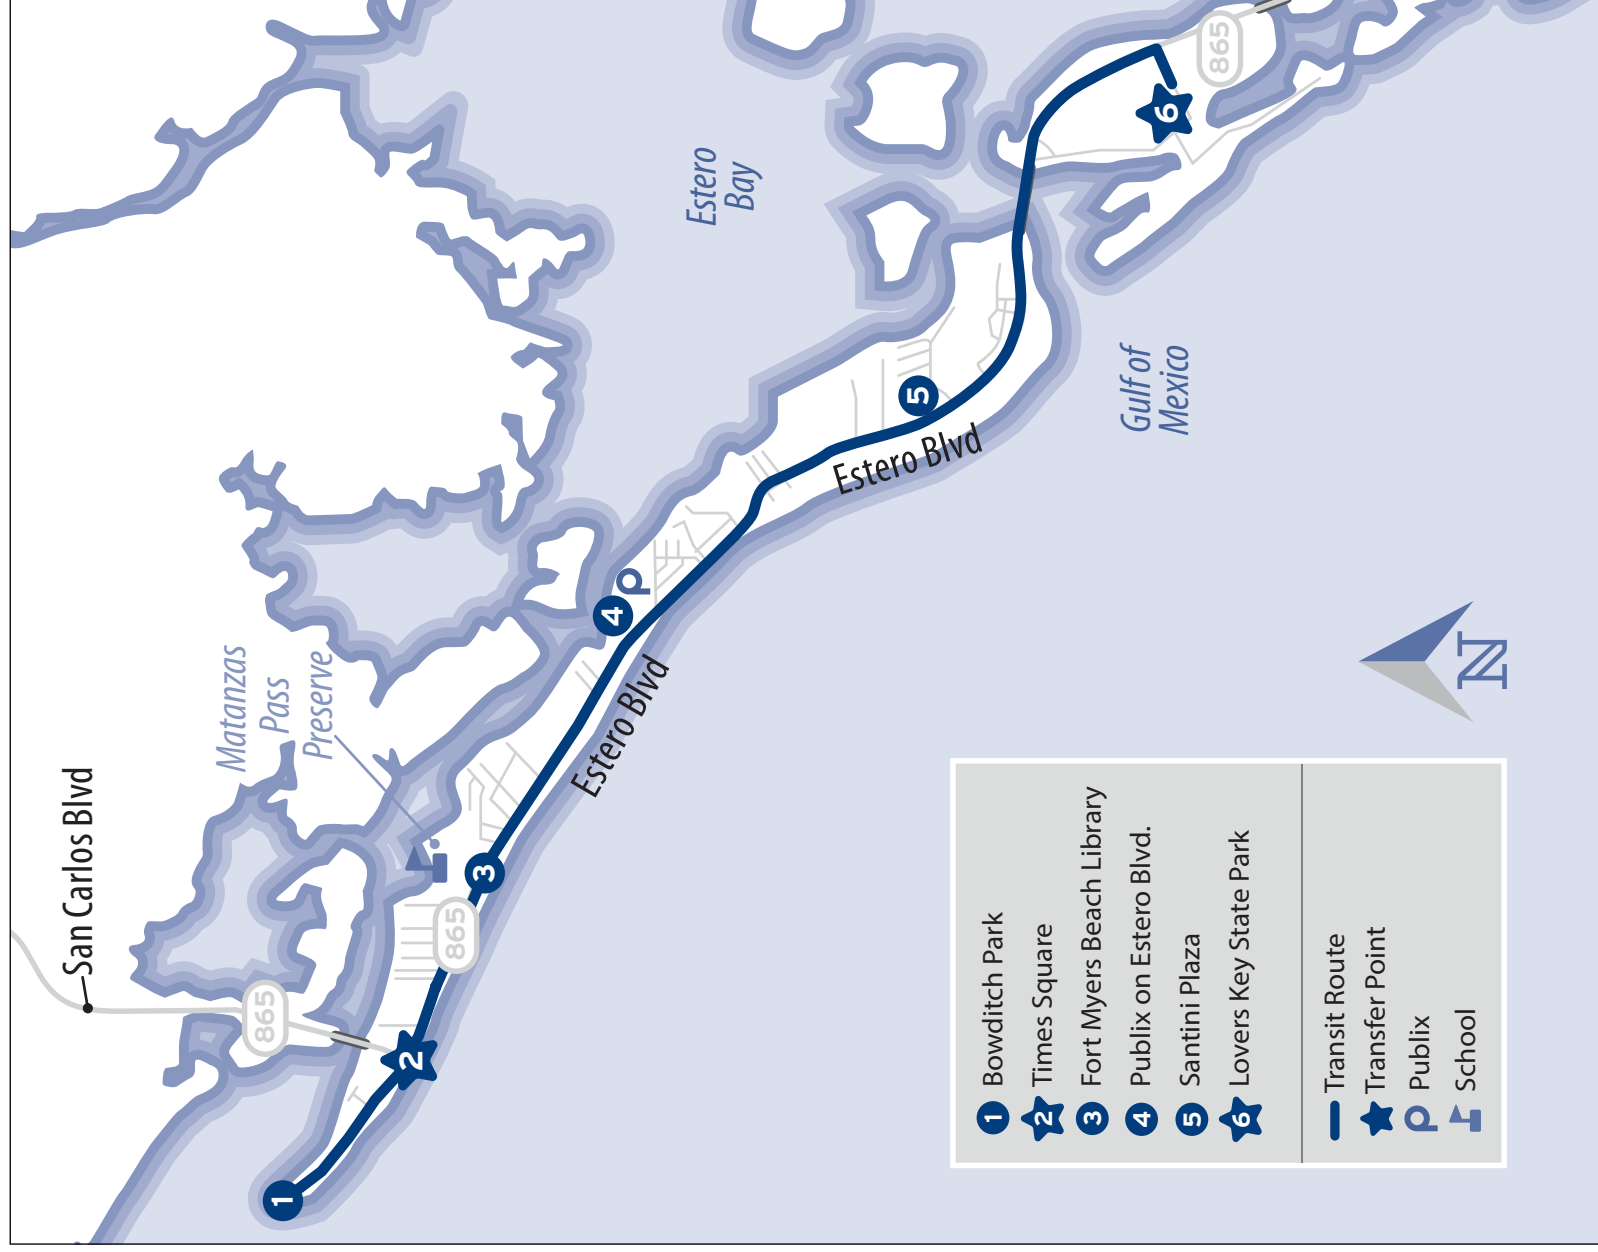 San Carlos Blvd
865
Matanzas
Pass
Preserve
Estero
Bay
1
2
865
3
4
P
Estero Blvd
5
Estero Blvd
6
865
Gulf of
Mexico
N
1 Bowditch Park
2 Times Square
3 Fort Myers Beach Library
4 Publix on Estero Blvd.
5 Santini Plaza
6 Lovers Key State Park
Transit Route
Transfer Point
P Publix
School